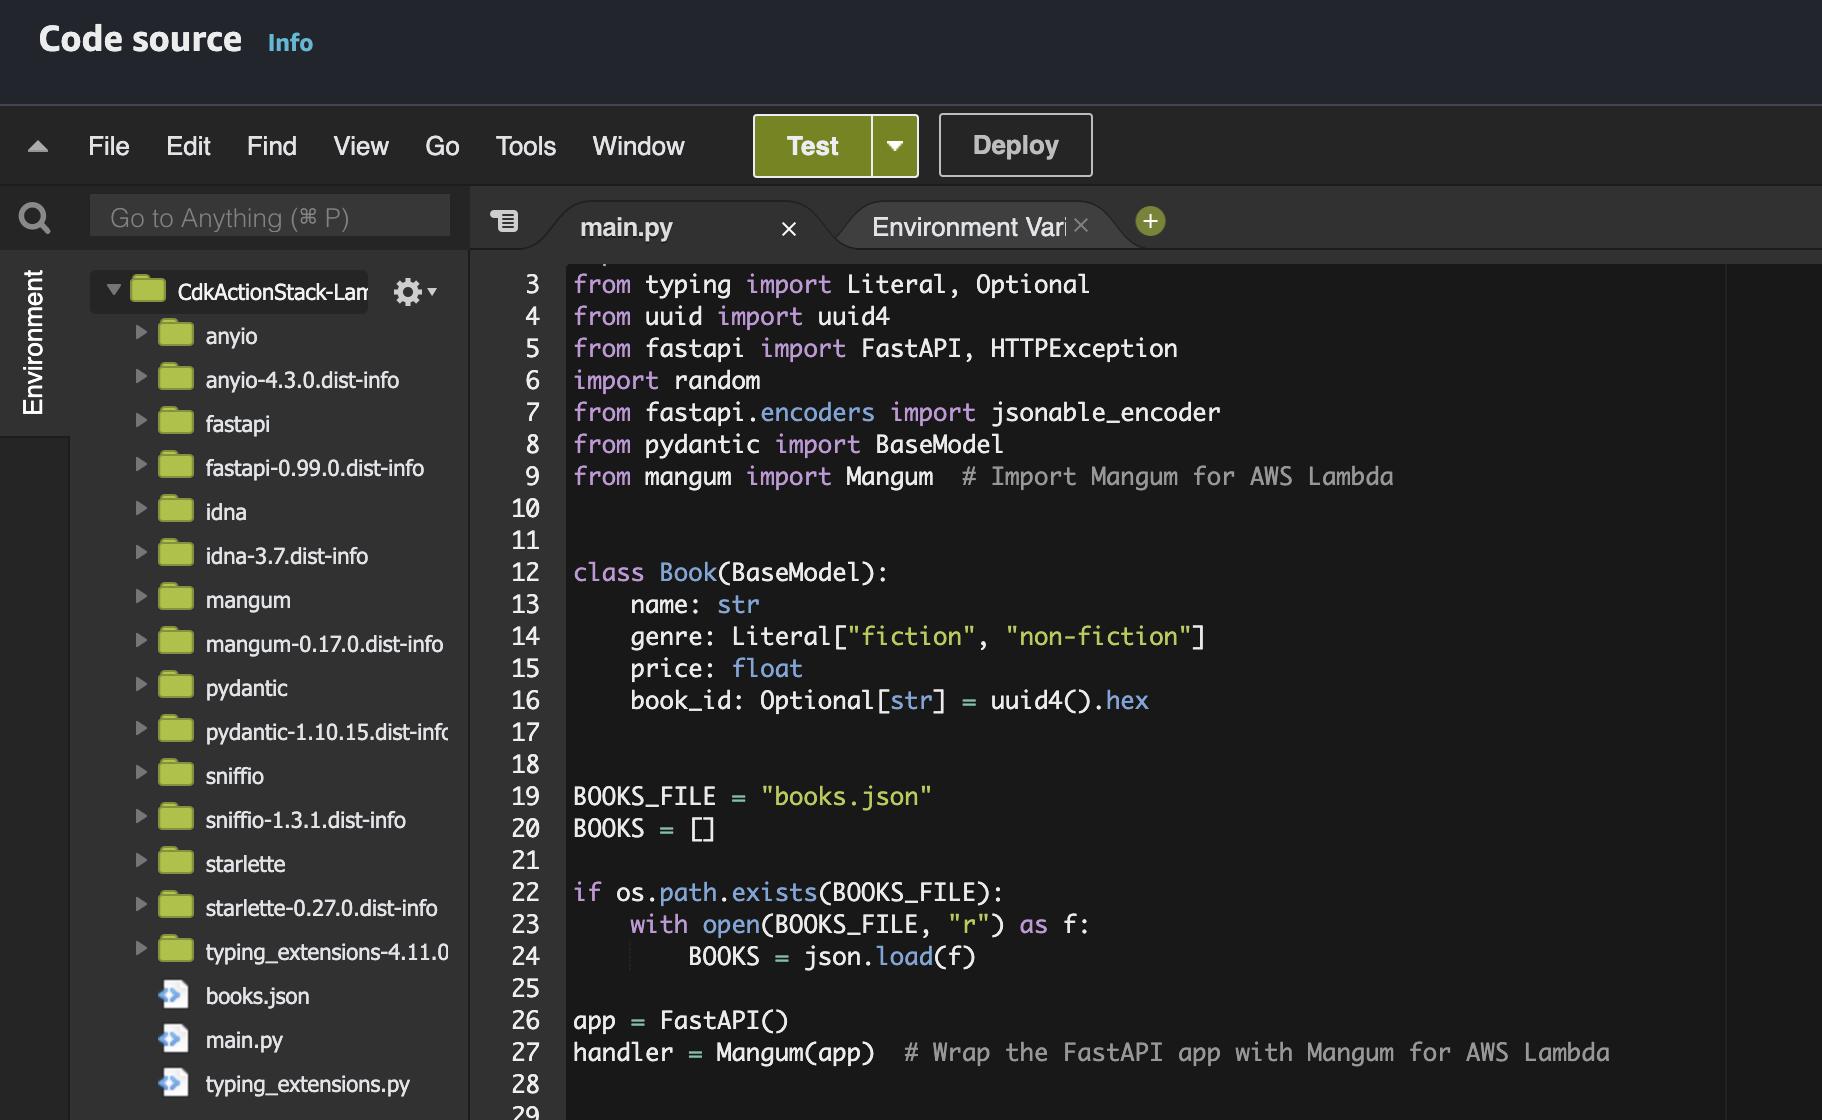 Code source Info
File Edit Find View Go Tools Window Test Deploy
Go to Anything (⌘ P)
main.py Environment Vari
Environment
CdkActionStack-Lam
anyio
anyio-4.3.0.dist-info
fastapi
fastapi-0.99.0.dist-info
idna
idna-3.7.dist-info
mangum
mangum-0.17.0.dist-info
pydantic
pydantic-1.10.15.dist-info
sniffio
sniffio-1.3.1.dist-info
starlette
starlette-0.27.0.dist-info
typing_extensions-4.11.0
books.json
main.py
typing_extensions.py
3 from typing import Literal, Optional
4 from uuid import uuid4
5 from fastapi import FastAPI, HTTPException
6 import random
7 from fastapi.encoders import jsonable_encoder
8 from pydantic import BaseModel
9 from mangum import Mangum  # Import Mangum for AWS Lambda
10
11
12 class Book(BaseModel):
13     name: str
14     genre: Literal["fiction", "non-fiction"]
15     price: float
16     book_id: Optional[str] = uuid4().hex
17
18
19 BOOKS_FILE = "books.json"
20 BOOKS = []
21
22 if os.path.exists(BOOKS_FILE):
23     with open(BOOKS_FILE, "r") as f:
24         BOOKS = json.load(f)
25
26 app = FastAPI()
27 handler = Mangum(app)  # Wrap the FastAPI app with Mangum for AWS Lambda
28
29